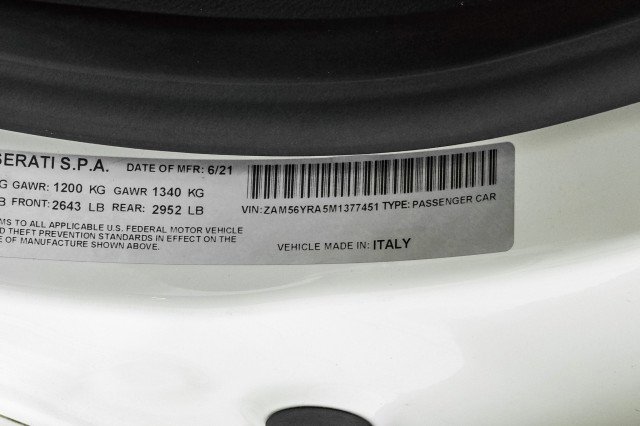 SERATI S.P.A. DATE OF MFR: 6/21
G GAWR: 1200 KG GAWR 1340 KG
B FRONT: 2643 LB REAR: 2952 LB
VIN:ZAM56YRA5M1377451 TYPE: PASSENGER CAR
MS TO ALL APPLICABLE U.S. FEDERAL MOTOR VEHICLE
D THEFT PREVENTION STANDARDS IN EFFECT ON THE
E OF MANUFACTURE SHOWN ABOVE.
VEHICLE MADE IN: ITALY